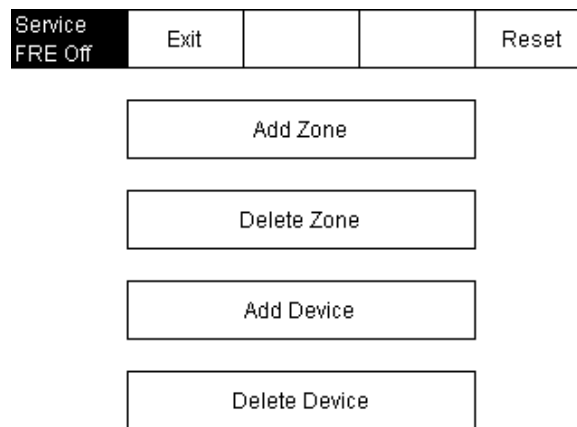 Service
FRE Off
Exit
Reset
Add Zone
Delete Zone
Add Device
Delete Device